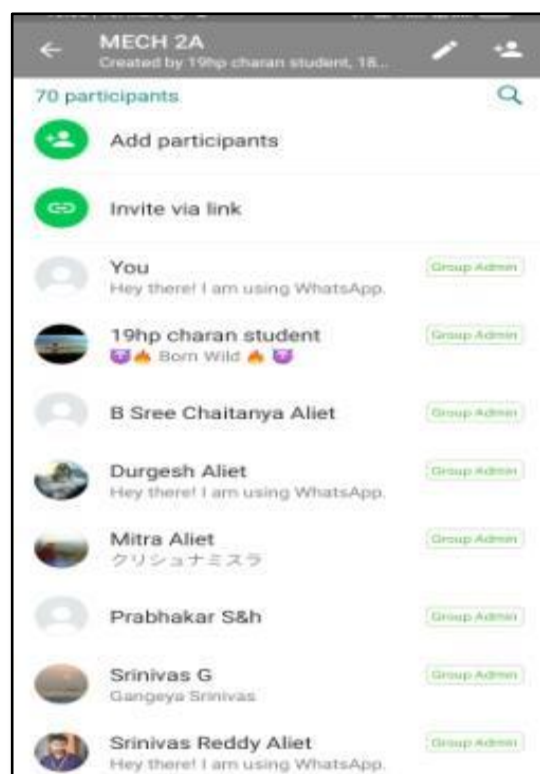 MECH 2A
Created by 19hp charan student, 18...
70 participants
Add participants
Invite via link
You
Group Admin
Hey there! I am using WhatsApp.
19hp charan student
Group Admin
😈🔥 Born Wild 🔥😈
B Sree Chaitanya Aliet
Group Admin
Durgesh Aliet
Group Admin
Hey there! I am using WhatsApp.
Mitra Aliet
Group Admin
クリシュナミスラ
Prabhakar S&h
Group Admin
Srinivas G
Group Admin
Gangeya Srinivas
Srinivas Reddy Aliet
Group Admin
Hey there! I am using WhatsApp.